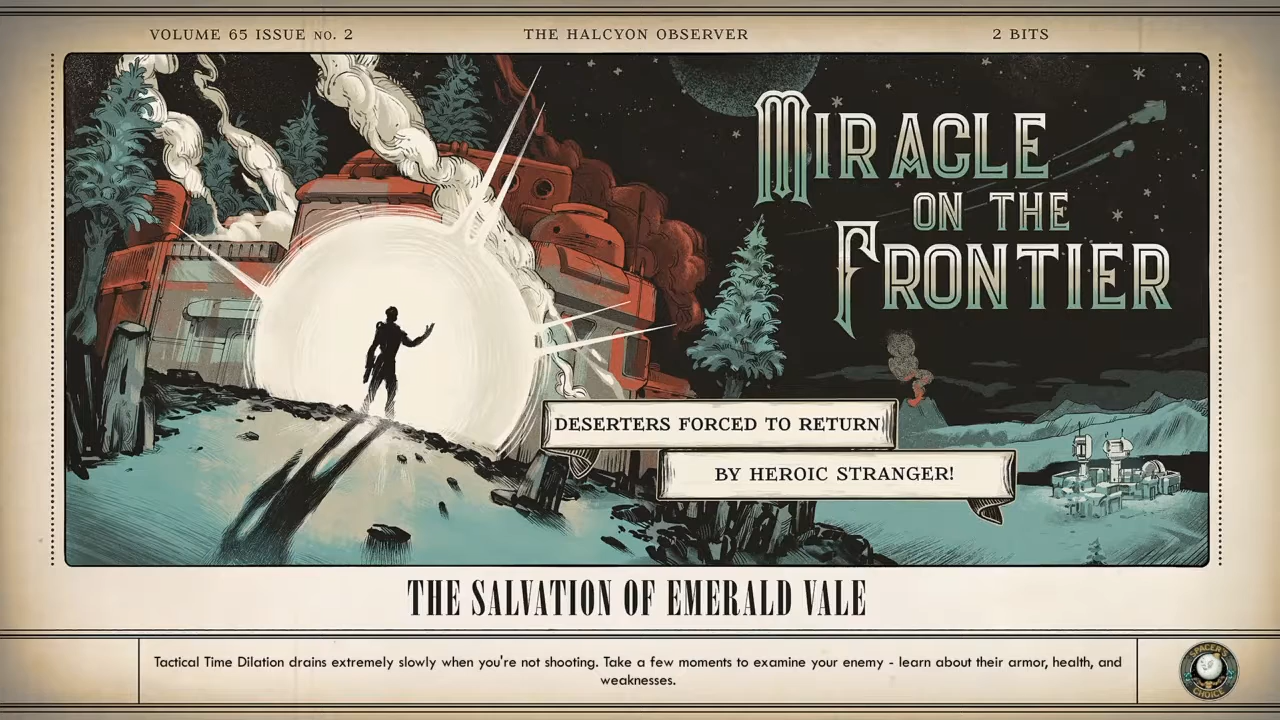 VOLUME 65 ISSUE NO. 2
THE HALCYON OBSERVER
2 BITS
MIRACLE
ON THE
FRONTIER
DESERTERS FORCED TO RETURN
BY HEROIC STRANGER!
THE SALVATION OF EMERALD VALE
Tactical Time Dilation drains extremely slowly when you're not shooting. Take a few moments to examine your enemy - learn about their armor, health, and
weaknesses.
SPACER'S
CHOICE